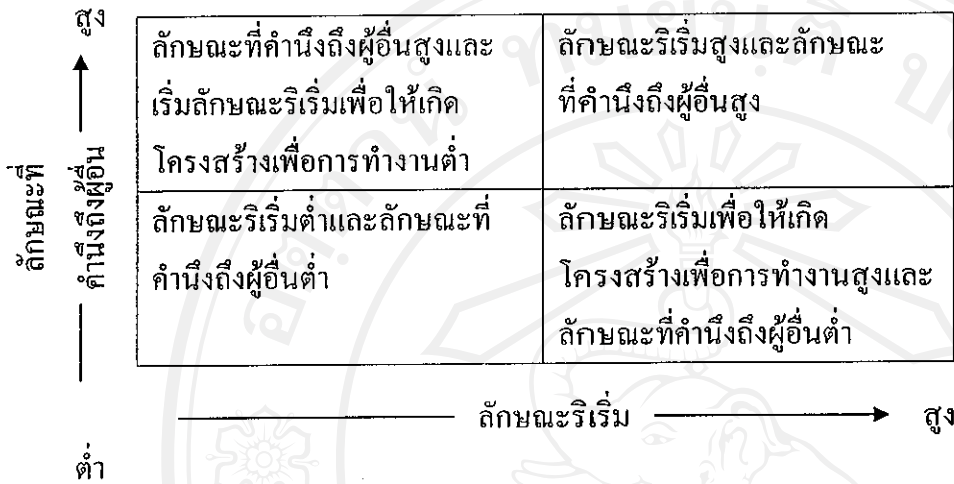 สูง
ลักษณะที่คำนึงถึงผู้อื่นสูงและ
เริ่มลักษณะริเริ่มเพื่อให้เกิด
โครงสร้างเพื่อการทำงานต่ำ
ลักษณะริเริ่มสูงและลักษณะ
ที่คำนึงถึงผู้อื่นสูง
ลักษณะที่
คำนึงถึงผู้อื่น
ลักษณะริเริ่มต่ำและลักษณะที่
คำนึงถึงผู้อื่นต่ำ
ลักษณะริเริ่มเพื่อให้เกิด
โครงสร้างเพื่อการทำงานสูงและ
ลักษณะที่คำนึงถึงผู้อื่นต่ำ
ลักษณะริเริ่ม
สูง
ต่ำ